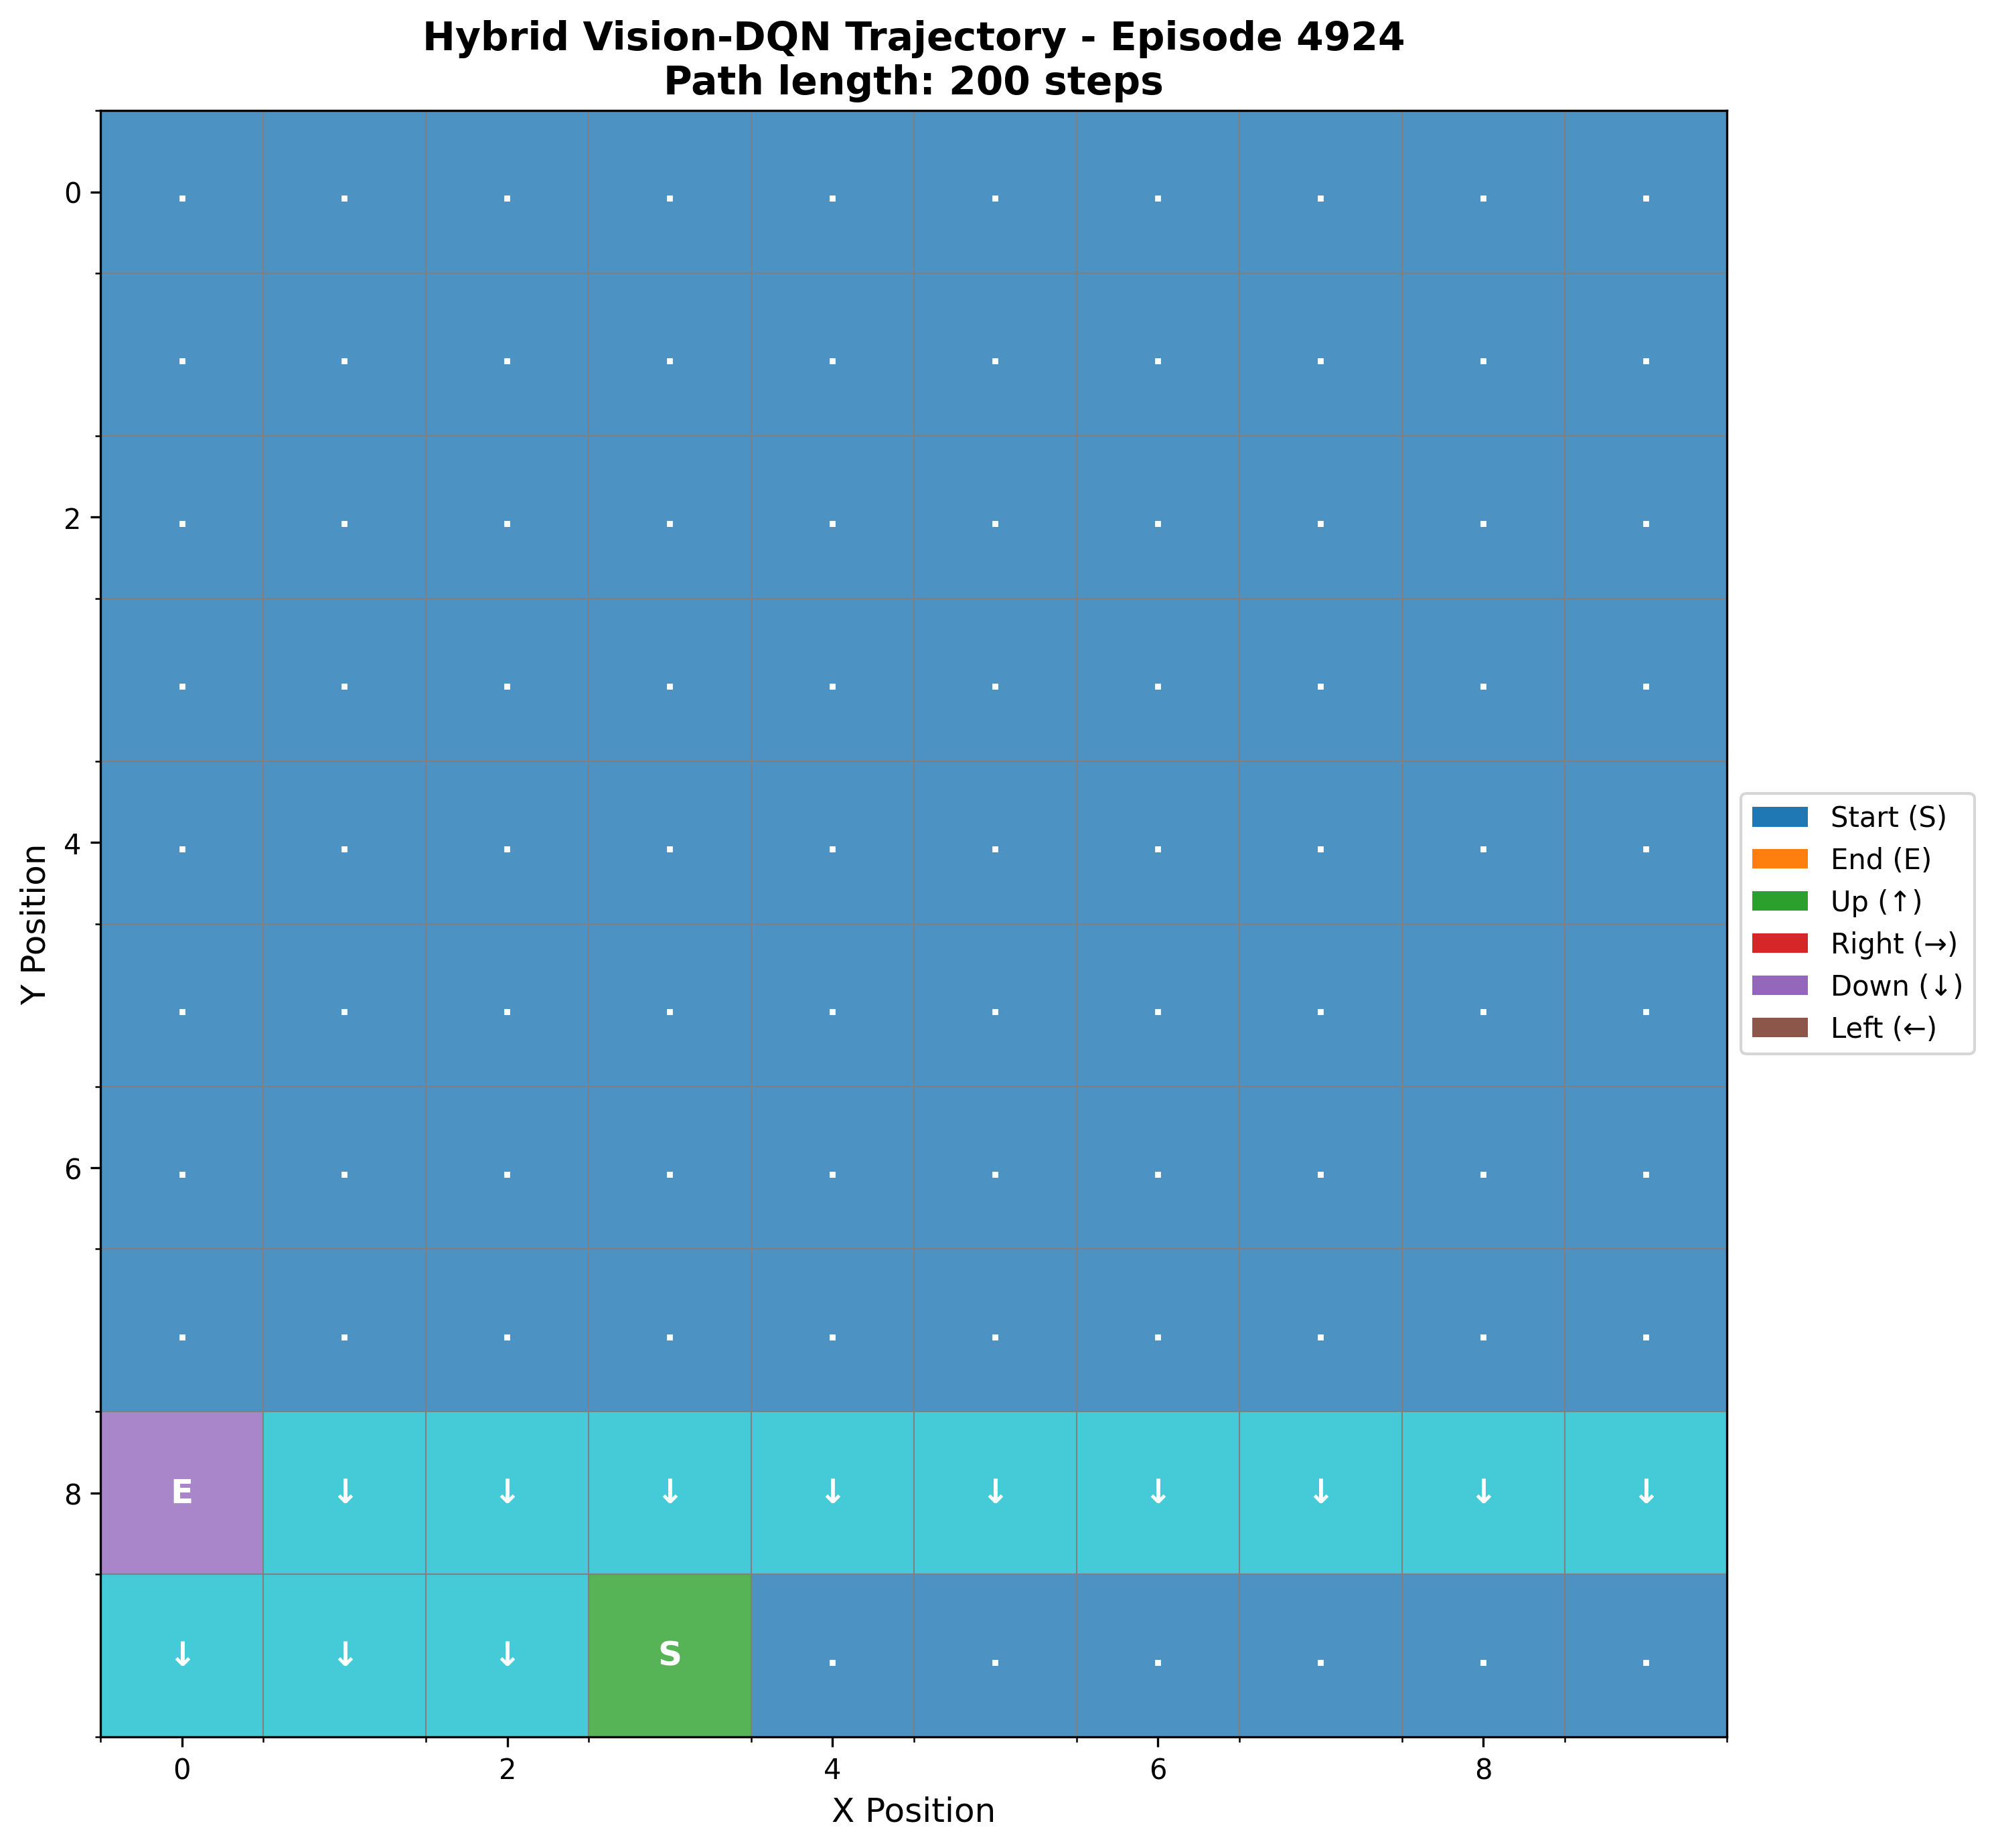 Hybrid Vision-DQN Trajectory - Episode 4924
Path length: 200 steps
Y Position
0
2
4
6
8
. . . . . . . . . .
. . . . . . . . . .
. . . . . . . . . .
. . . . . . . . . .
. . . . . . . . . .
. . . . . . . . . .
. . . . . . . . . .
. . . . . . . . . .
E ↓ ↓ ↓ ↓ ↓ ↓ ↓ ↓ ↓
↓ ↓ ↓ S . . . . . .
0 2 4 6 8
X Position
Start (S)
End (E)
Up (↑)
Right (→)
Down (↓)
Left (←)